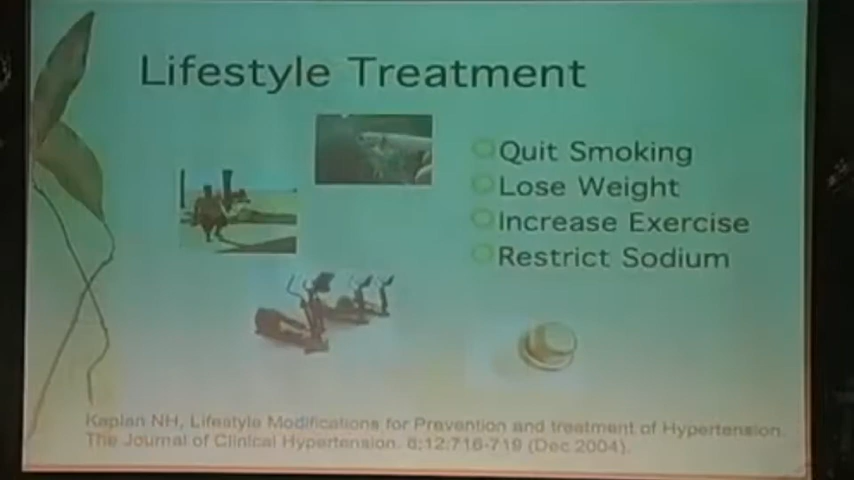 Lifestyle Treatment
Quit Smoking
Lose Weight
Increase Exercise
Restrict Sodium
Kaplan NH, Lifestyle Modifications for Prevention and treatment of Hypertension.
The Journal of Clinical Hypertension. 6;12:716-719 (Dec 2004).